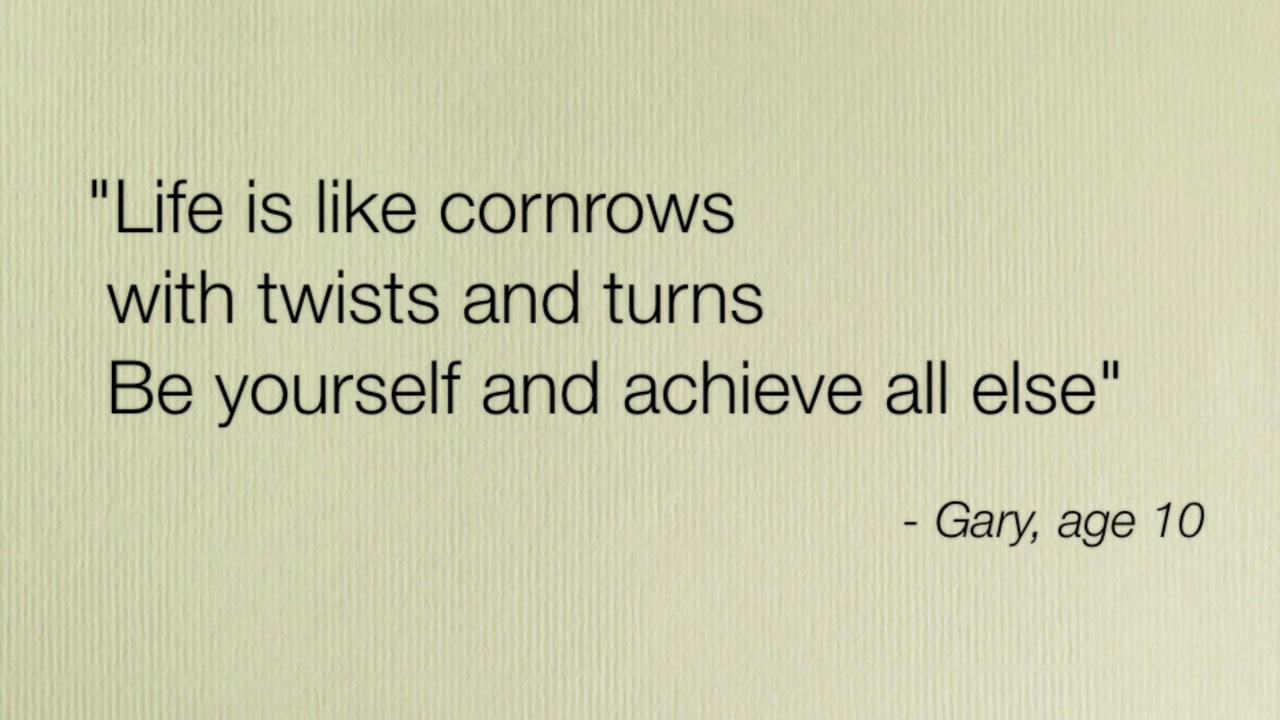 "Life is like cornrows
with twists and turns
Be yourself and achieve all else"
- Gary, age 10